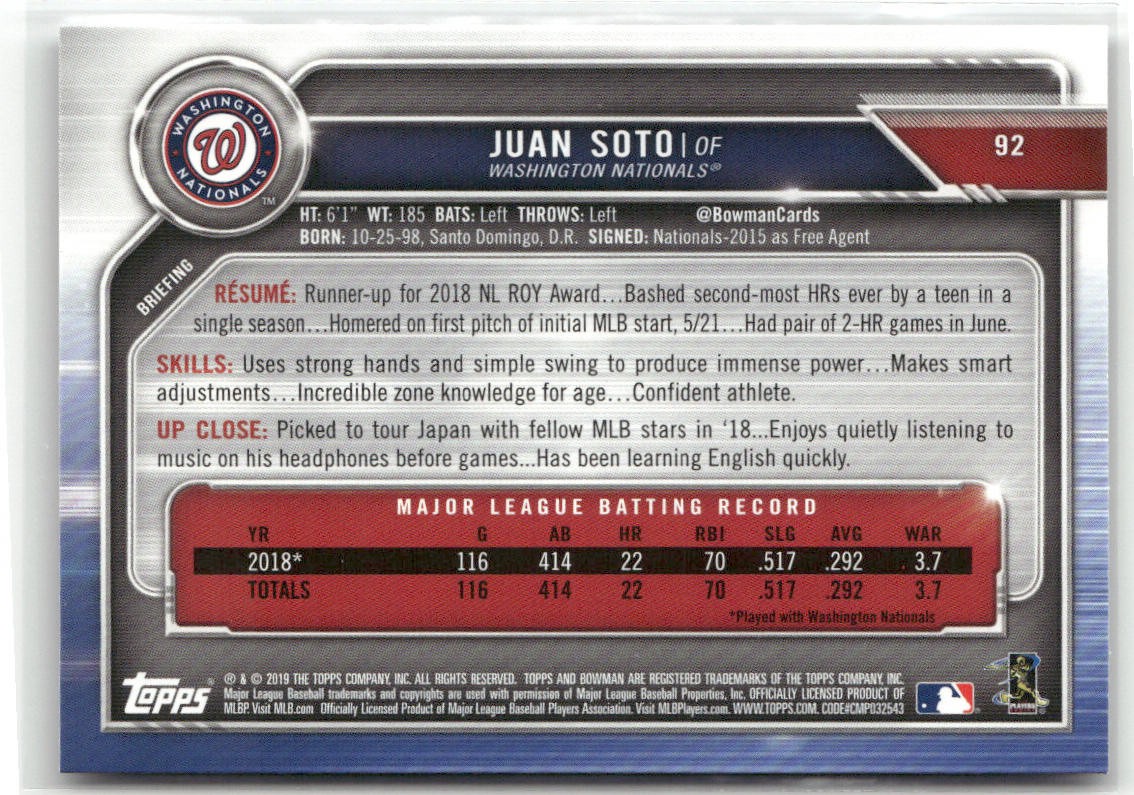 WASHINGTON
W
NATIONALS
TM
JUAN SOTO | OF
WASHINGTON NATIONALS®
92
HT: 6'1" WT: 185 BATS: Left THROWS: Left @BowmanCards
BORN: 10-25-98, Santo Domingo, D.R. SIGNED: Nationals-2015 as Free Agent
BRIEFING
RÉSUMÉ: Runner-up for 2018 NL ROY Award...Bashed second-most HRs ever by a teen in a
single season...Homered on first pitch of initial MLB start, 5/21...Had pair of 2-HR games in June.
SKILLS: Uses strong hands and simple swing to produce immense power...Makes smart
adjustments...Incredible zone knowledge for age...Confident athlete.
UP CLOSE: Picked to tour Japan with fellow MLB stars in '18...Enjoys quietly listening to
music on his headphones before games...Has been learning English quickly.
MAJOR LEAGUE BATTING RECORD
YR G AB HR RBI SLG AVG WAR
2018* 116 414 22 70 .517 .292 3.7
TOTALS 116 414 22 70 .517 .292 3.7
*Played with Washington Nationals
topps®
® & © 2019 THE TOPPS COMPANY, INC. ALL RIGHTS RESERVED. TOPPS AND BOWMAN ARE REGISTERED TRADEMARKS OF THE TOPPS COMPANY, INC.
Major League Baseball trademarks and copyrights are used with permission of Major League Baseball Properties, Inc. OFFICIALLY LICENSED PRODUCT OF
MLBP. Visit MLB.com Officially Licensed Product of Major League Baseball Players Association. Visit MLBPlayers.com. WWW.TOPPS.COM. CODE#CMP032543
PLAYERS